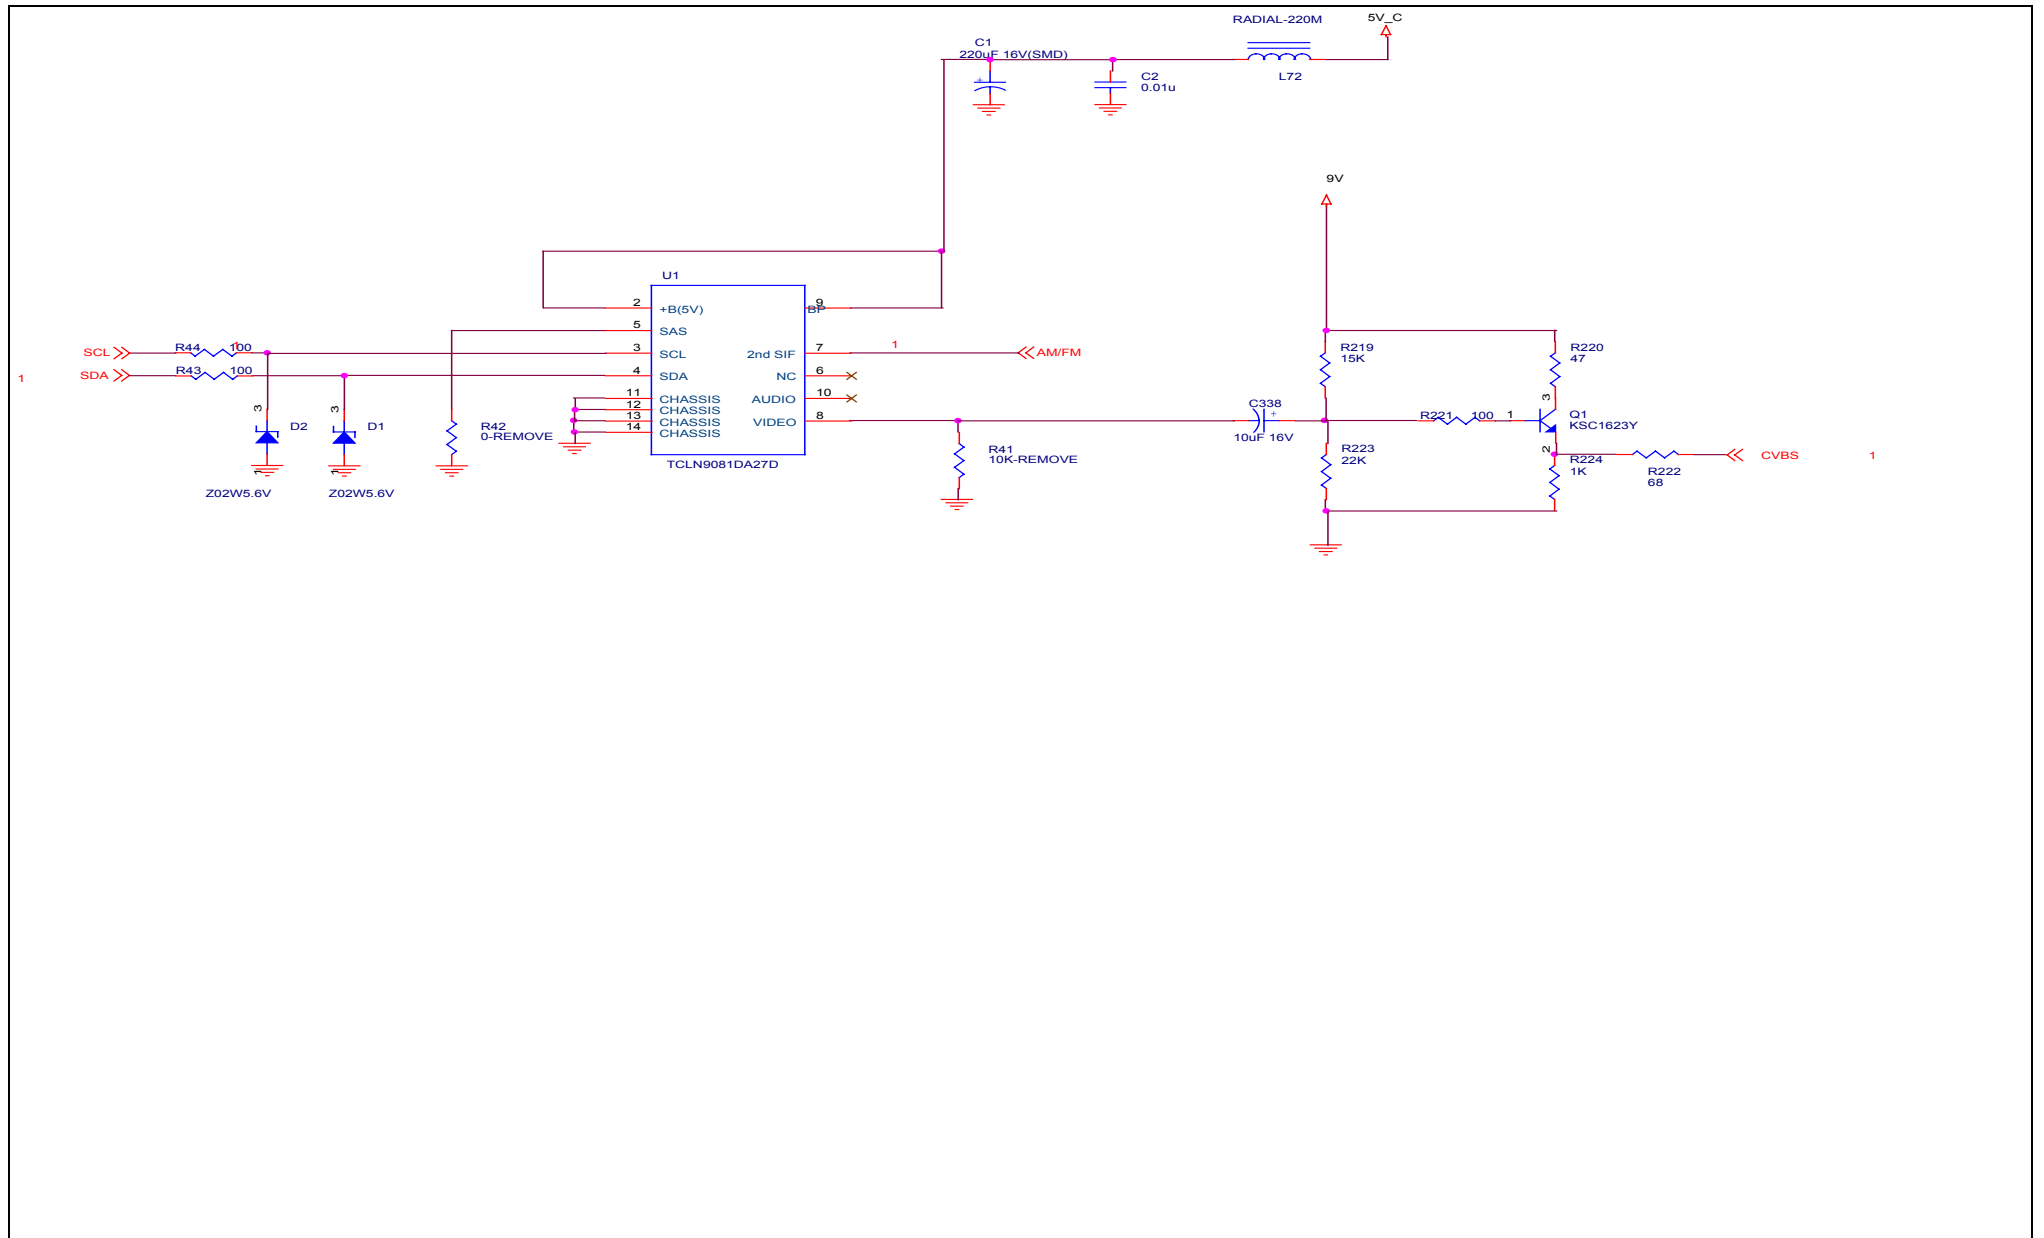 RADIAL-220M
5V_C
C1
220uF 16V(SMD)
+
C2
0.01u
L72
9V
U1
2
+B(5V)
9
BP
5
SAS
SCL
R44
1
100
3
SCL
2nd SIF
7
1
AM/FM
1
SDA
R43
100
4
SDA
NC
6
11
CHASSIS
AUDIO
10
12
CHASSIS
13
CHASSIS
VIDEO
8
14
CHASSIS
TCLN9081DA27D
3
D2
1
Z02W5.6V
3
D1
1
Z02W5.6V
R42
0-REMOVE
R41
10K-REMOVE
C338
+
10uF 16V
R219
15K
R220
47
R221
100
1
3
Q1
KSC1623Y
2
R223
22K
R224
1K
R222
68
CVBS
1